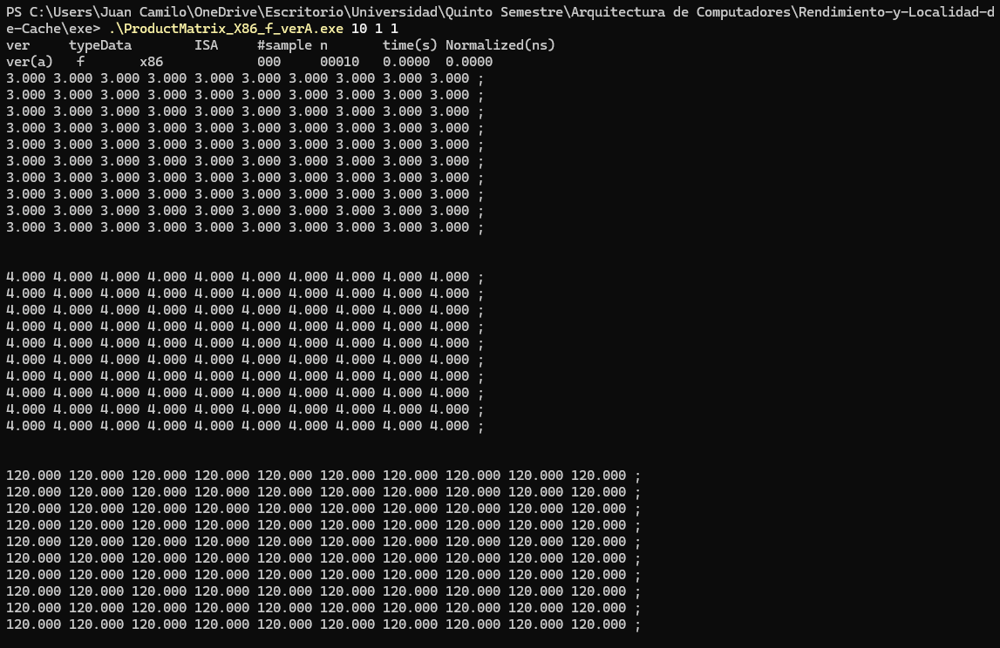 PS C:\Users\Juan Camilo\OneDrive\Escritorio\Universidad\Quinto Semestre\Arquitectura de Computadores\Rendimiento-y-Localidad-d
e-Cache\exe> .\ProductMatrix_X86_f_verA.exe 10 1 1
ver     typeData        ISA     #sample n       time(s) Normalized(ns)
ver(a)   f       x86            000     00010   0.0000  0.0000
3.000 3.000 3.000 3.000 3.000 3.000 3.000 3.000 3.000 3.000 ;
3.000 3.000 3.000 3.000 3.000 3.000 3.000 3.000 3.000 3.000 ;
3.000 3.000 3.000 3.000 3.000 3.000 3.000 3.000 3.000 3.000 ;
3.000 3.000 3.000 3.000 3.000 3.000 3.000 3.000 3.000 3.000 ;
3.000 3.000 3.000 3.000 3.000 3.000 3.000 3.000 3.000 3.000 ;
3.000 3.000 3.000 3.000 3.000 3.000 3.000 3.000 3.000 3.000 ;
3.000 3.000 3.000 3.000 3.000 3.000 3.000 3.000 3.000 3.000 ;
3.000 3.000 3.000 3.000 3.000 3.000 3.000 3.000 3.000 3.000 ;
3.000 3.000 3.000 3.000 3.000 3.000 3.000 3.000 3.000 3.000 ;
3.000 3.000 3.000 3.000 3.000 3.000 3.000 3.000 3.000 3.000 ;
4.000 4.000 4.000 4.000 4.000 4.000 4.000 4.000 4.000 4.000 ;
4.000 4.000 4.000 4.000 4.000 4.000 4.000 4.000 4.000 4.000 ;
4.000 4.000 4.000 4.000 4.000 4.000 4.000 4.000 4.000 4.000 ;
4.000 4.000 4.000 4.000 4.000 4.000 4.000 4.000 4.000 4.000 ;
4.000 4.000 4.000 4.000 4.000 4.000 4.000 4.000 4.000 4.000 ;
4.000 4.000 4.000 4.000 4.000 4.000 4.000 4.000 4.000 4.000 ;
4.000 4.000 4.000 4.000 4.000 4.000 4.000 4.000 4.000 4.000 ;
4.000 4.000 4.000 4.000 4.000 4.000 4.000 4.000 4.000 4.000 ;
4.000 4.000 4.000 4.000 4.000 4.000 4.000 4.000 4.000 4.000 ;
4.000 4.000 4.000 4.000 4.000 4.000 4.000 4.000 4.000 4.000 ;
120.000 120.000 120.000 120.000 120.000 120.000 120.000 120.000 120.000 120.000 ;
120.000 120.000 120.000 120.000 120.000 120.000 120.000 120.000 120.000 120.000 ;
120.000 120.000 120.000 120.000 120.000 120.000 120.000 120.000 120.000 120.000 ;
120.000 120.000 120.000 120.000 120.000 120.000 120.000 120.000 120.000 120.000 ;
120.000 120.000 120.000 120.000 120.000 120.000 120.000 120.000 120.000 120.000 ;
120.000 120.000 120.000 120.000 120.000 120.000 120.000 120.000 120.000 120.000 ;
120.000 120.000 120.000 120.000 120.000 120.000 120.000 120.000 120.000 120.000 ;
120.000 120.000 120.000 120.000 120.000 120.000 120.000 120.000 120.000 120.000 ;
120.000 120.000 120.000 120.000 120.000 120.000 120.000 120.000 120.000 120.000 ;
120.000 120.000 120.000 120.000 120.000 120.000 120.000 120.000 120.000 120.000 ;